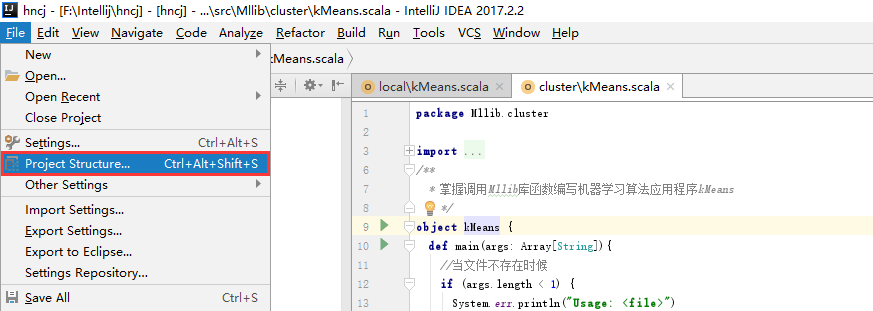 hncj - [F:\Intellij\hncj] - [hncj] - ...\src\Mllib\cluster\kMeans.scala - IntelliJ IDEA 2017.2.2
File Edit View Navigate Code Analyze Refactor Build Run Tools VCS Window Help
New
Open...
Open Recent
Close Project
Settings... Ctrl+Alt+S
Project Structure... Ctrl+Alt+Shift+S
Other Settings
Import Settings...
Export Settings...
Export to Eclipse...
Settings Repository...
Save All Ctrl+S
Means.scala
local\kMeans.scala cluster\kMeans.scala
1 package Mllib.cluster
2
3 import ...
6 /**
7 * 掌握调用Mllib库函数编写机器学习算法应用程序kMeans
8 */
9 object kMeans {
10 def main(args: Array[String]){
11 //当文件不存在时候
12 if (args.length < 1) {
13 System.err.println("Usage: <file>")